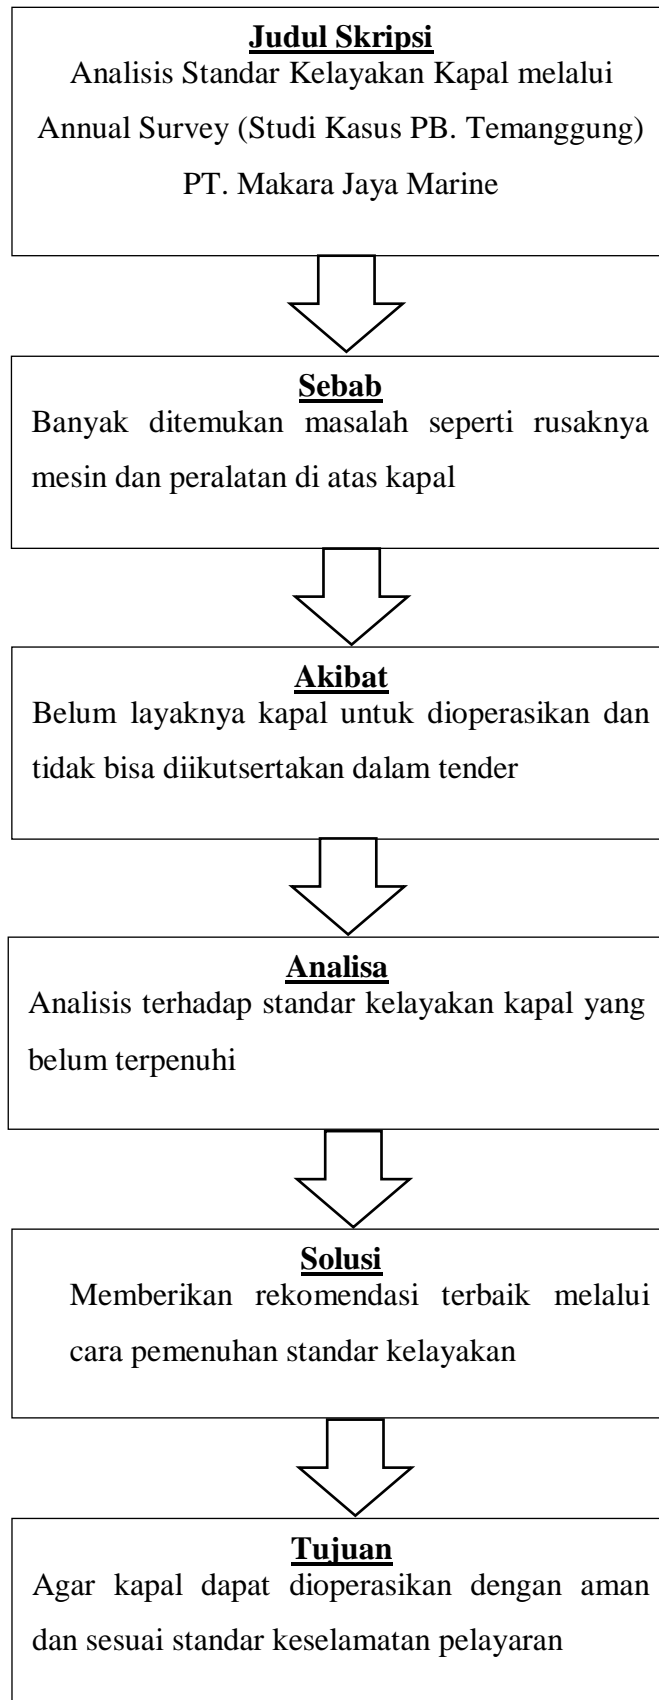 Judul Skripsi
Analisis Standar Kelayakan Kapal melalui
Annual Survey (Studi Kasus PB. Temanggung)
PT. Makara Jaya Marine
Sebab
Banyak ditemukan masalah seperti rusaknya
mesin dan peralatan di atas kapal
Akibat
Belum layaknya kapal untuk dioperasikan dan
tidak bisa diikutsertakan dalam tender
Analisa
Analisis terhadap standar kelayakan kapal yang
belum terpenuhi
Solusi
Memberikan rekomendasi terbaik melalui
cara pemenuhan standar kelayakan
Tujuan
Agar kapal dapat dioperasikan dengan aman
dan sesuai standar keselamatan pelayaran